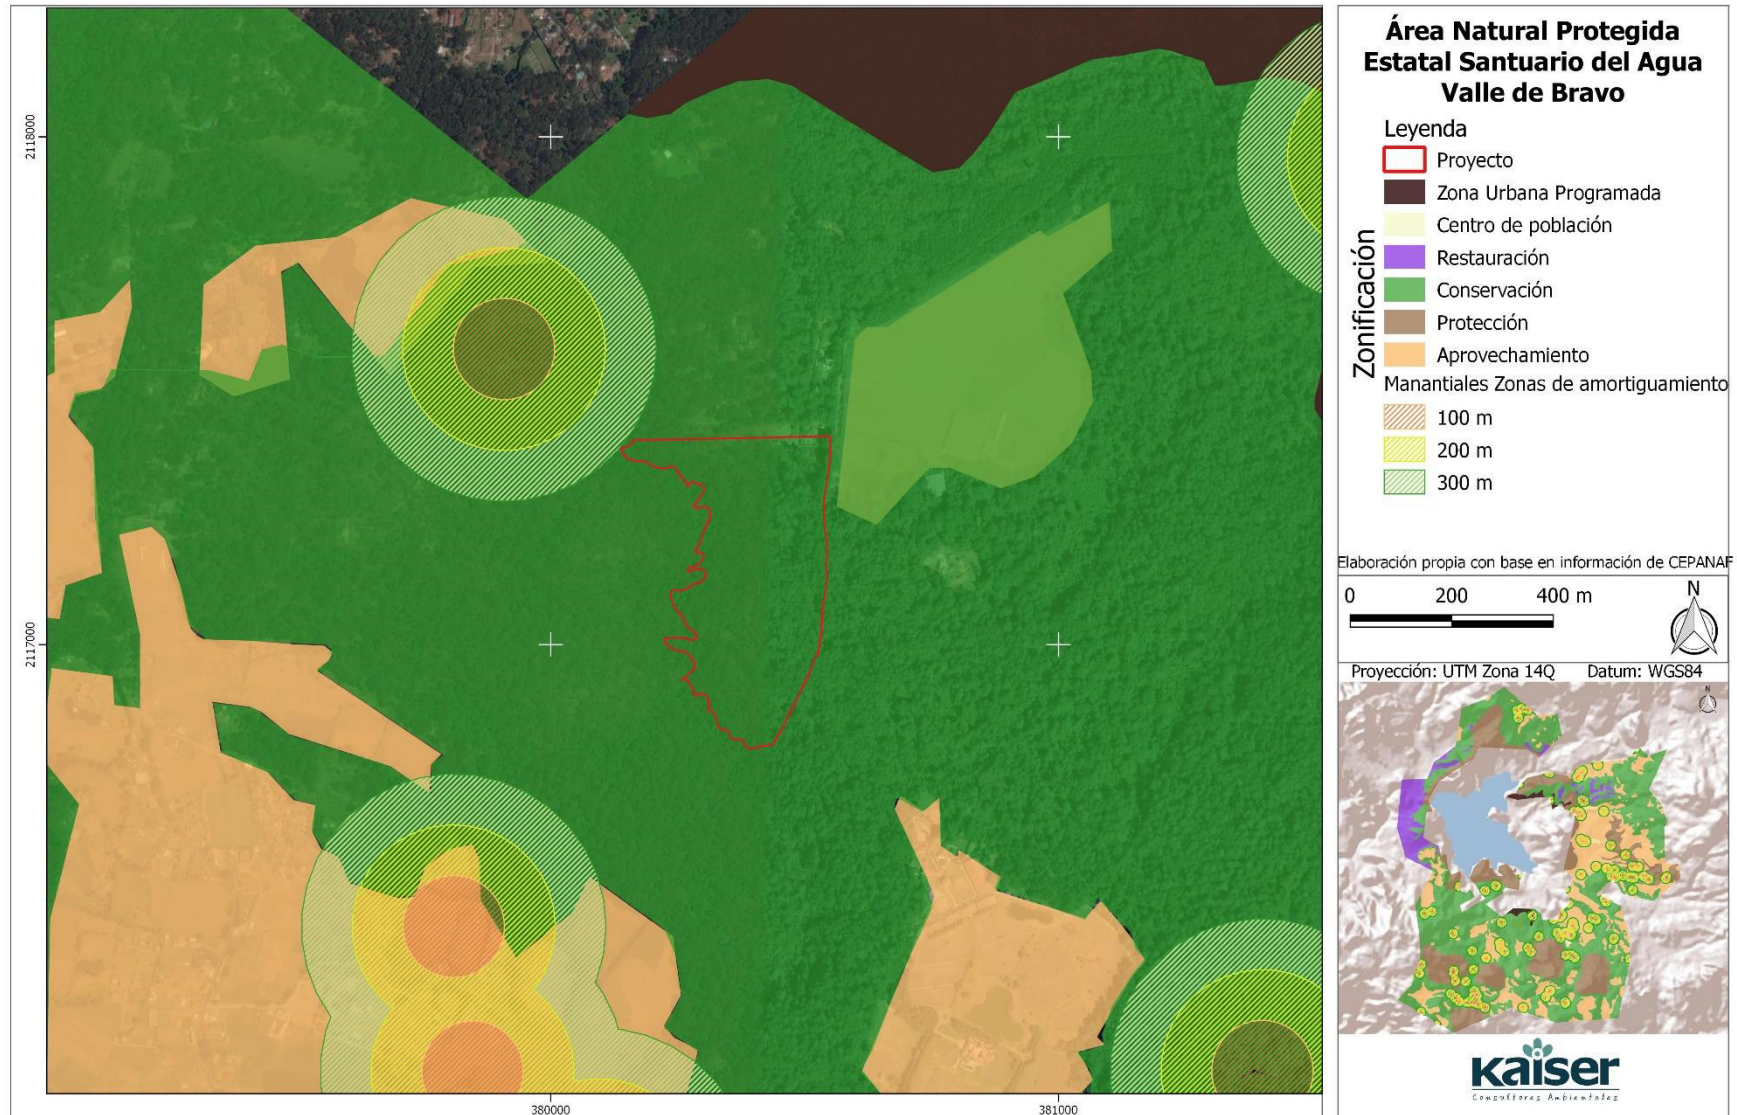 Área Natural Protegida
Estatal Santuario del Agua
Valle de Bravo
Leyenda
Proyecto
Zona Urbana Programada
Centro de población
Restauración
Conservación
Protección
Aprovechamiento
Zonificación
Manantiales Zonas de amortiguamiento
100 m
200 m
300 m
Elaboración propia con base en información de CEPANAF
0 200 400 m
N
Proyección: UTM Zona 14Q Datum: WGS84
N
kaiser
Consultores Ambientales
2118000
2117000
380000 381000